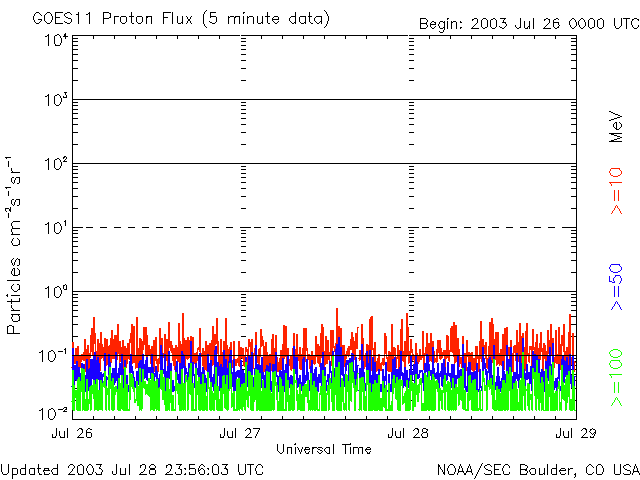 GOES11 Proton Flux (5 minute data)
Begin: 2003 Jul 26 0000 UTC
Particles cm⁻²s⁻¹sr⁻¹
10⁴
10³
10²
10¹
10⁰
10⁻¹
10⁻²
Jul 26
Jul 27
Jul 28
Jul 29
Universal Time
MeV
>=10
>=50
>=100
Updated 2003 Jul 28 23:56:03 UTC
NOAA/SEC Boulder, CO USA